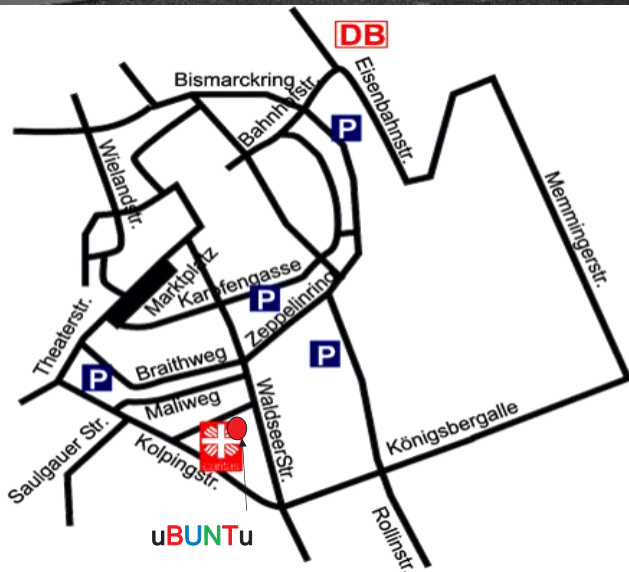 DB
Bismarckring
Bahnhofstr.
Eisenbahnstr.
P
Wielandstr.
Memmingerstr.
Marktplatz
Karpfengasse
P
Zeppelinring
Theaterstr.
P
Braithweg
P
Maliweg
WaldseerStr.
Königsbergalle
Saulgauer Str.
Kolpingstr.
caritas
Rollinstr.
uBUNTu